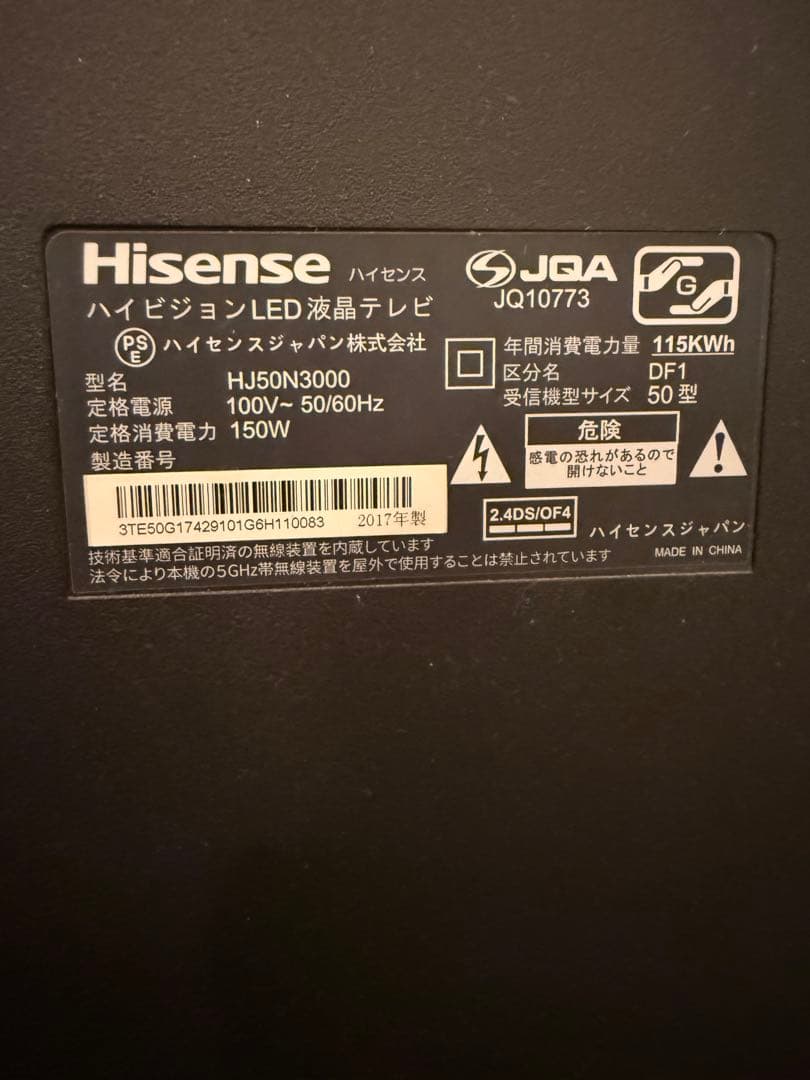 Hisense ハイセンス
JQA
JQ10773
G
ハイビジョンLED液晶テレビ
PS
E
ハイセンスジャパン株式会社
年間消費電力量 115KWh
区分名 DF1
受信機型サイズ 50型
型名 HJ50N3000
定格電源 100V~ 50/60Hz
定格消費電力 150W
製造番号
危険
感電の恐れがあるので
開けないこと
3TE50G17429101G6H110083 2017年製
2.4DS/OF4
ハイセンスジャパン
MADE IN CHINA
技術基準適合証明済の無線装置を内蔵しています
法令により本機の5GHz帯無線装置を屋外で使用することは禁止されています